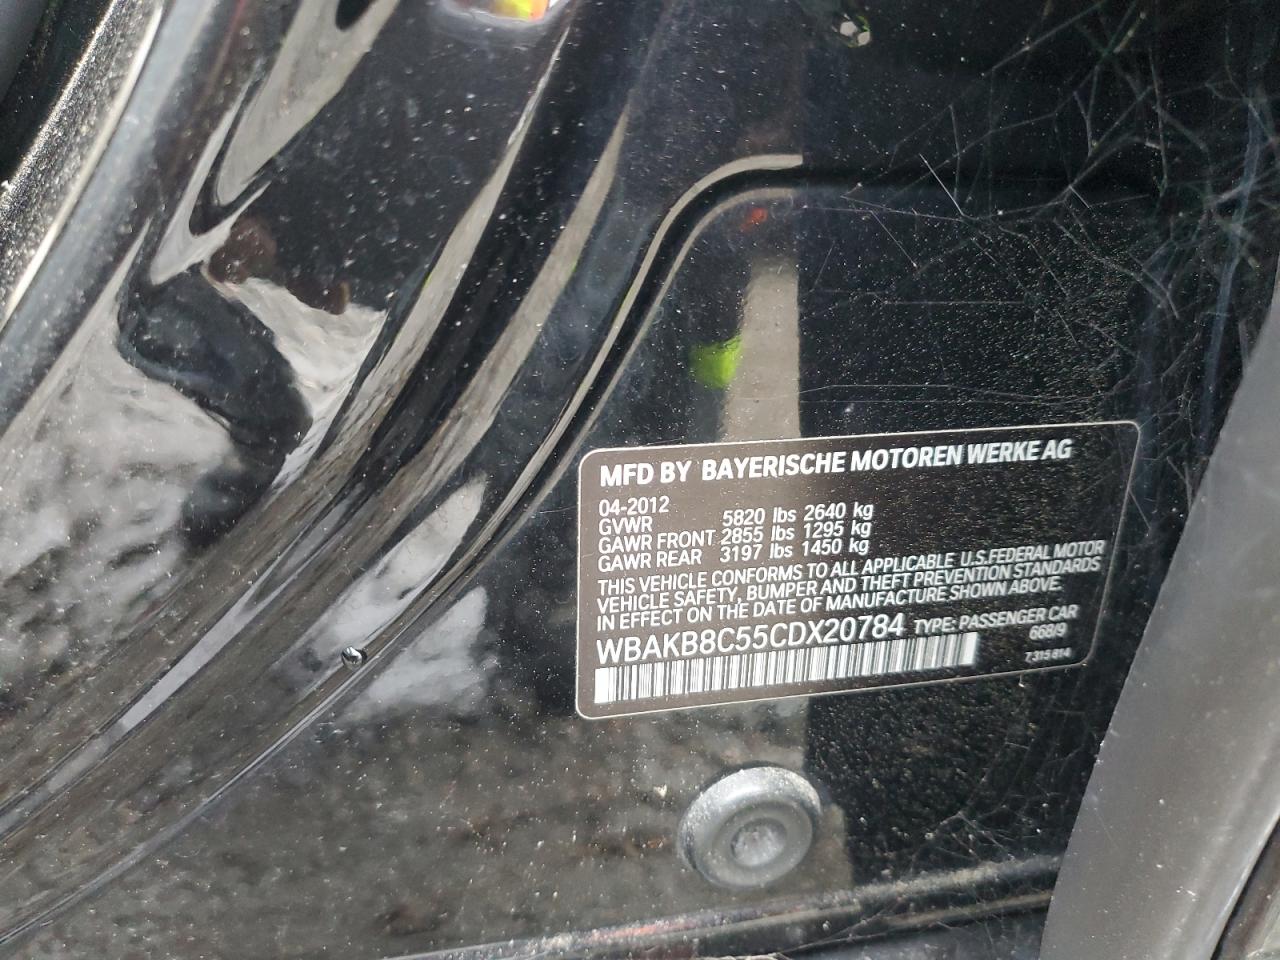 MFD BY BAYERISCHE MOTOREN WERKE AG
04-2012
GVWR 5820 lbs 2640 kg
GAWR FRONT 2855 lbs 1295 kg
GAWR REAR 3197 lbs 1450 kg
THIS VEHICLE CONFORMS TO ALL APPLICABLE U.S.FEDERAL MOTOR
VEHICLE SAFETY, BUMPER AND THEFT PREVENTION STANDARDS
IN EFFECT ON THE DATE OF MANUFACTURE SHOWN ABOVE.
WBAKB8C55CDX20784 TYPE: PASSENGER CAR
668/9
7315814